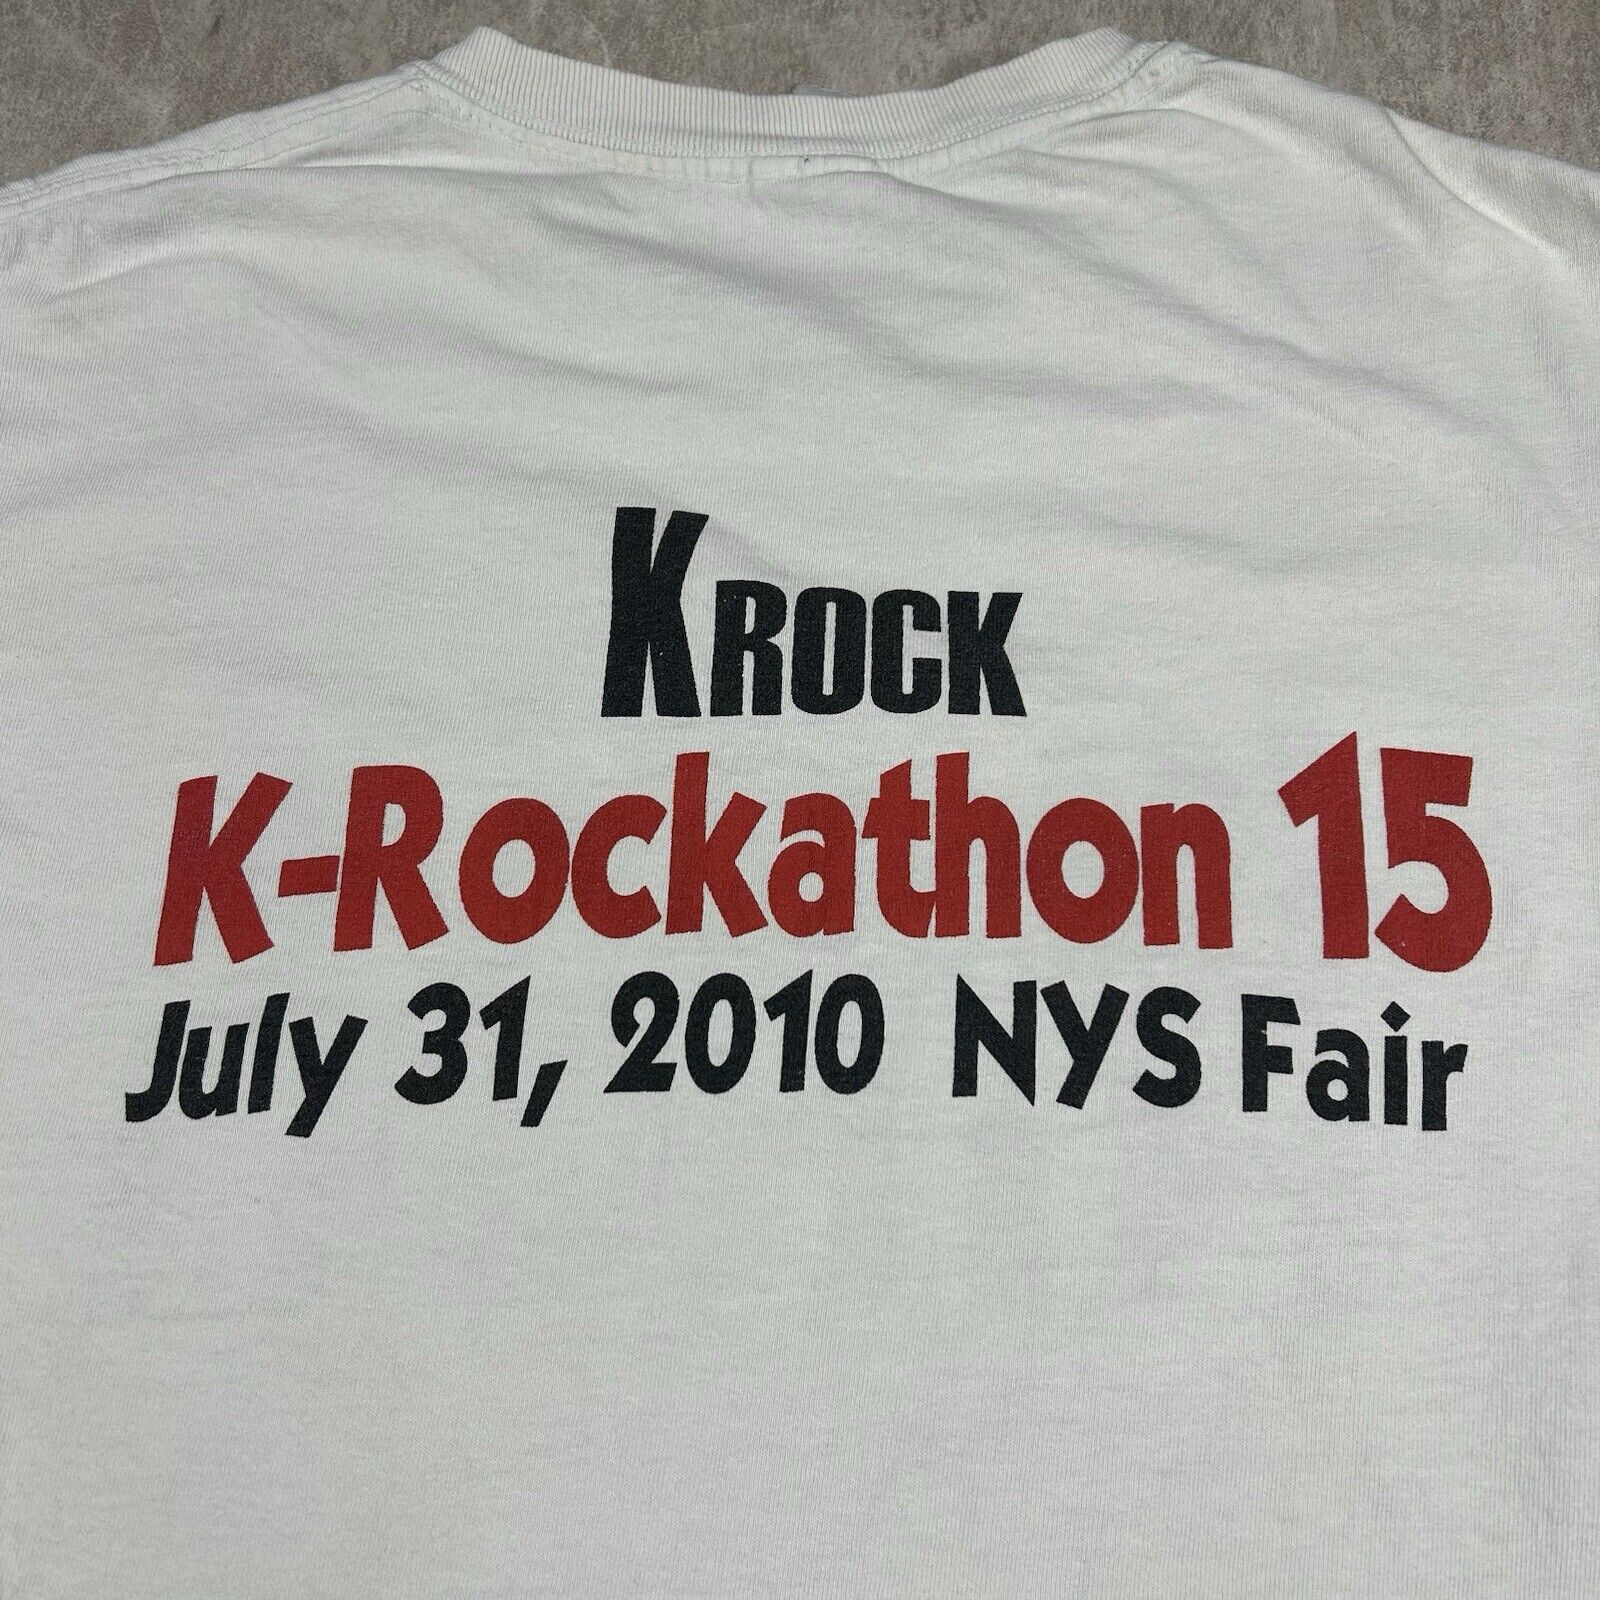 KROCK
K-Rockathon 15
July 31, 2010 NYS Fair